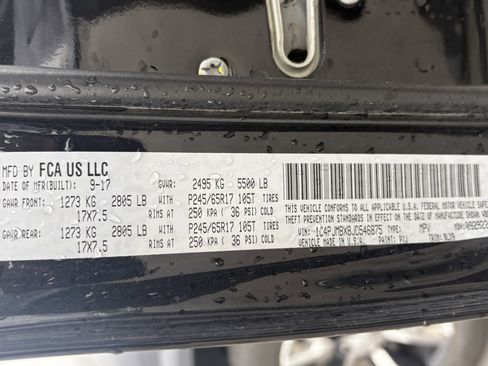 MFD BY FCA US LLC
DATE OF MFR(BUILT): 9-17 GVWR: 2495 KG 5500 LB
GAWR FRONT: 1273 KG 2805 LB P245/65R17 105T TIRES
17X7.5 RIMS AT 250 KPA ( 36 PSI) COLD
GAWR REAR: 1273 KG 2805 LB P245/65R17 105T TIRES
17X7.5 RIMS AT 250 KPA ( 36 PSI) COLD
THIS VEHICLE CONFORMS TO ALL APPLICABLE U.S.A. FEDERAL MOTOR VEHICLE
THEFT PREVENTION STANDARDS IN EFFECT ON THE DATE OF MANUFACTURE SHOWN
VIN: 1C4PJMBX8JD546875 MPV
VEHICLE MADE IN U.S.A. PAINT: PXJ TRIM: